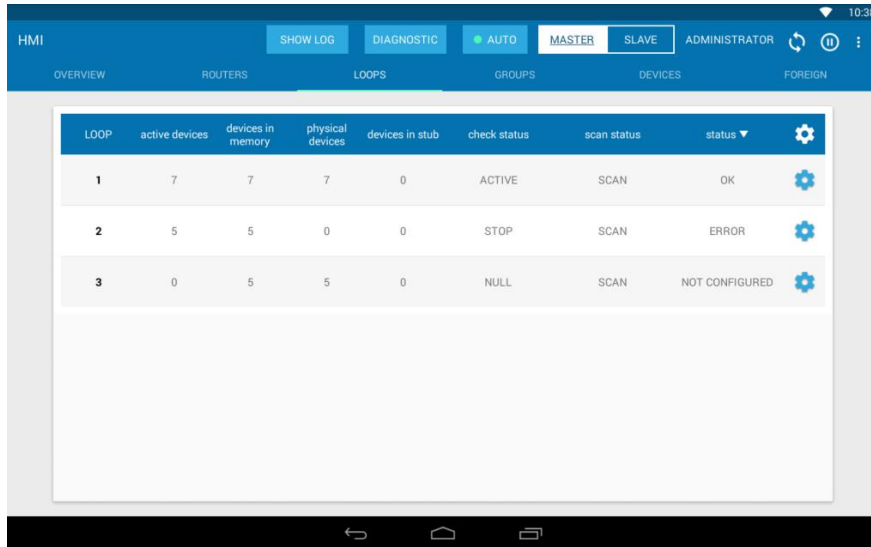 10:38
HMI SHOW LOG DIAGNOSTIC AUTO MASTER SLAVE ADMINISTRATOR
OVERVIEW ROUTERS LOOPS GROUPS DEVICES FOREIGN
LOOP active devices devices in memory physical devices devices in stub check status scan status status
1 7 7 7 0 ACTIVE SCAN OK
2 5 5 0 0 STOP SCAN ERROR
3 0 5 5 0 NULL SCAN NOT CONFIGURED